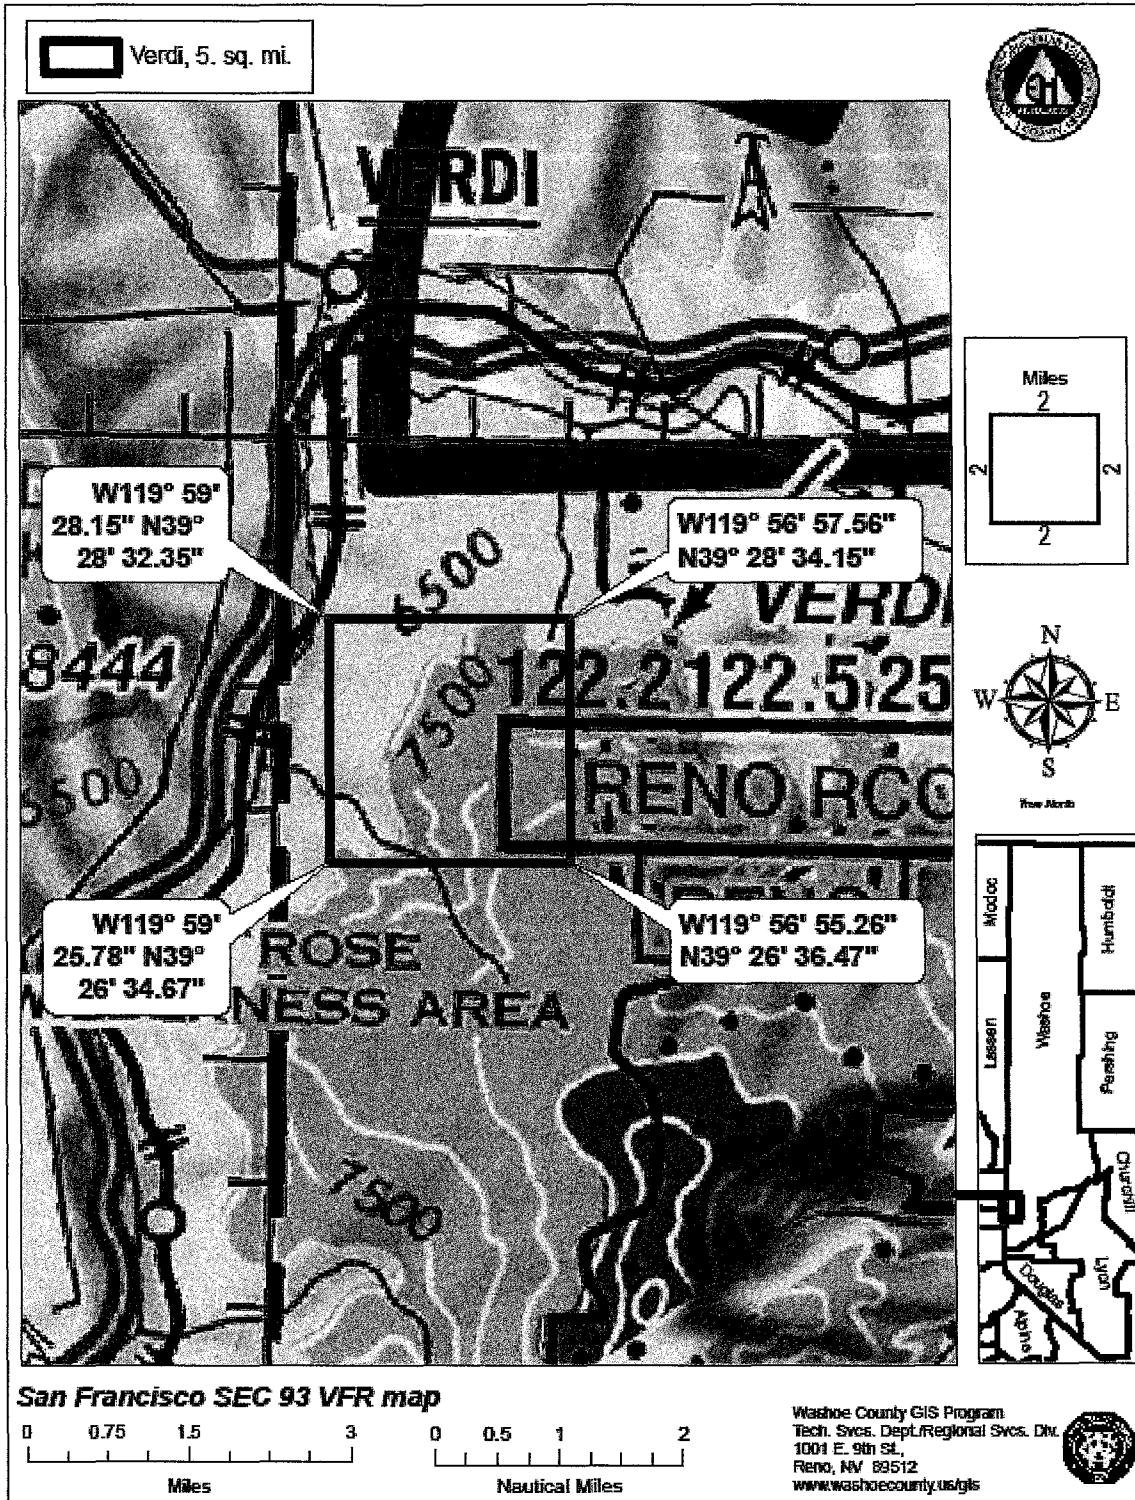 Verdi, 5. sq. mi.
VERDI
W119° 59'
28.15" N39°
28' 32.35"
W119° 56' 57.56"
N39° 28' 34.15"
6500
VERDI
8444
7500
122.2 122.5 25
5500
RENO RCO
W119° 59'
25.78" N39°
26' 34.67"
W119° 56' 55.26"
N39° 26' 36.47"
ROSE
NESS AREA
7500
Miles
2
2
2
2
N
W
E
S
True North
Modoc
Humboldt
Washoe
Lassen
Pershing
Churchill
Lyon
Douglas
Alpine
San Francisco SEC 93 VFR map
0 0.75 1.5 3
Miles
0 0.5 1 2
Nautical Miles
Washoe County GIS Program
Tech. Svcs. Dept./Regional Svcs. Div.
1001 E. 9th St.,
Reno, NV 89512
www.washoecounty.us/gis